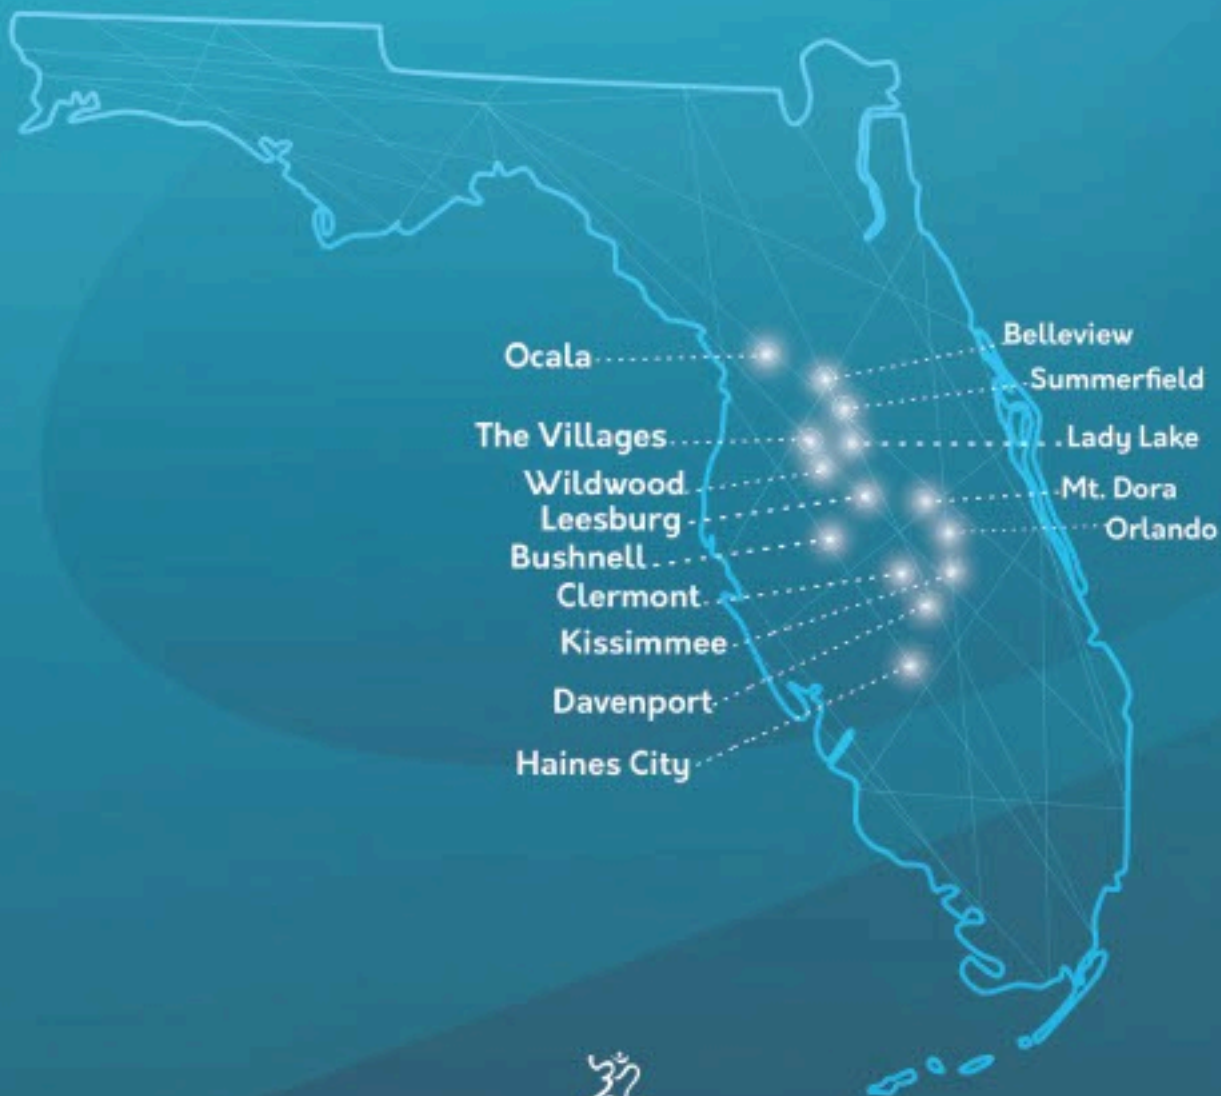 Belleview
Ocala
Summerfield
The Villages
Lady Lake
Wildwood
Mt. Dora
Leesburg
Orlando
Bushnell
Clermont
Kissimmee
Davenport
Haines City